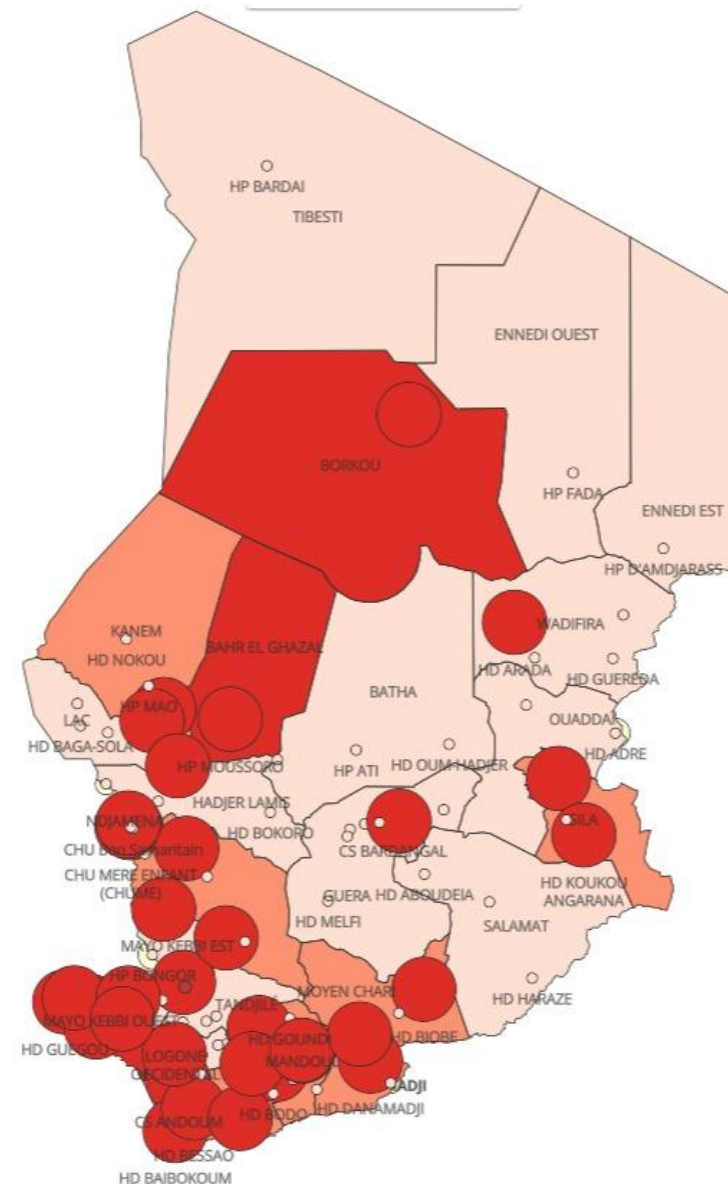 HP BARDAI
TIBESTI
ENNEDI OUEST
BORKOU
HP FADA
ENNEDI EST
HP D'AMDJARASS
WADIFIRA
KANEM
HD NOKOU
BAHR EL GHAZAL
HD ARADA
HD GUEREDA
BATHA
HP MAO
LAC
OUADDAI
HD BAGA-SOLA
HD ADRE
HP MOUSSORO
HP ATI
HD OUM HADJER
HADJER LAMIS
NDJAMENA
HD BOKORO
SILA
CHU Bon Samaritain
CS BARDANGAL
CHU MERE ENFANT
(CHUME)
HD KOUKOU
ANGARANA
GUERA
HD ABOUDEIA
HD MELFI
SALAMAT
MAYO KEBBI EST
HP BONGOR
MOYEN CHARI
HD HARAZE
TANDJILE
MAYO KEBBI OUEST
HD GOUNDI
HD BIOBE
HD GUEGOU
LOGONE
OCCIDENTAL
MANDOUL
ADJI
CS ANDOUM
HD BODO
HD DANAMADJI
HD BESSAO
HD BAIBOKOUM